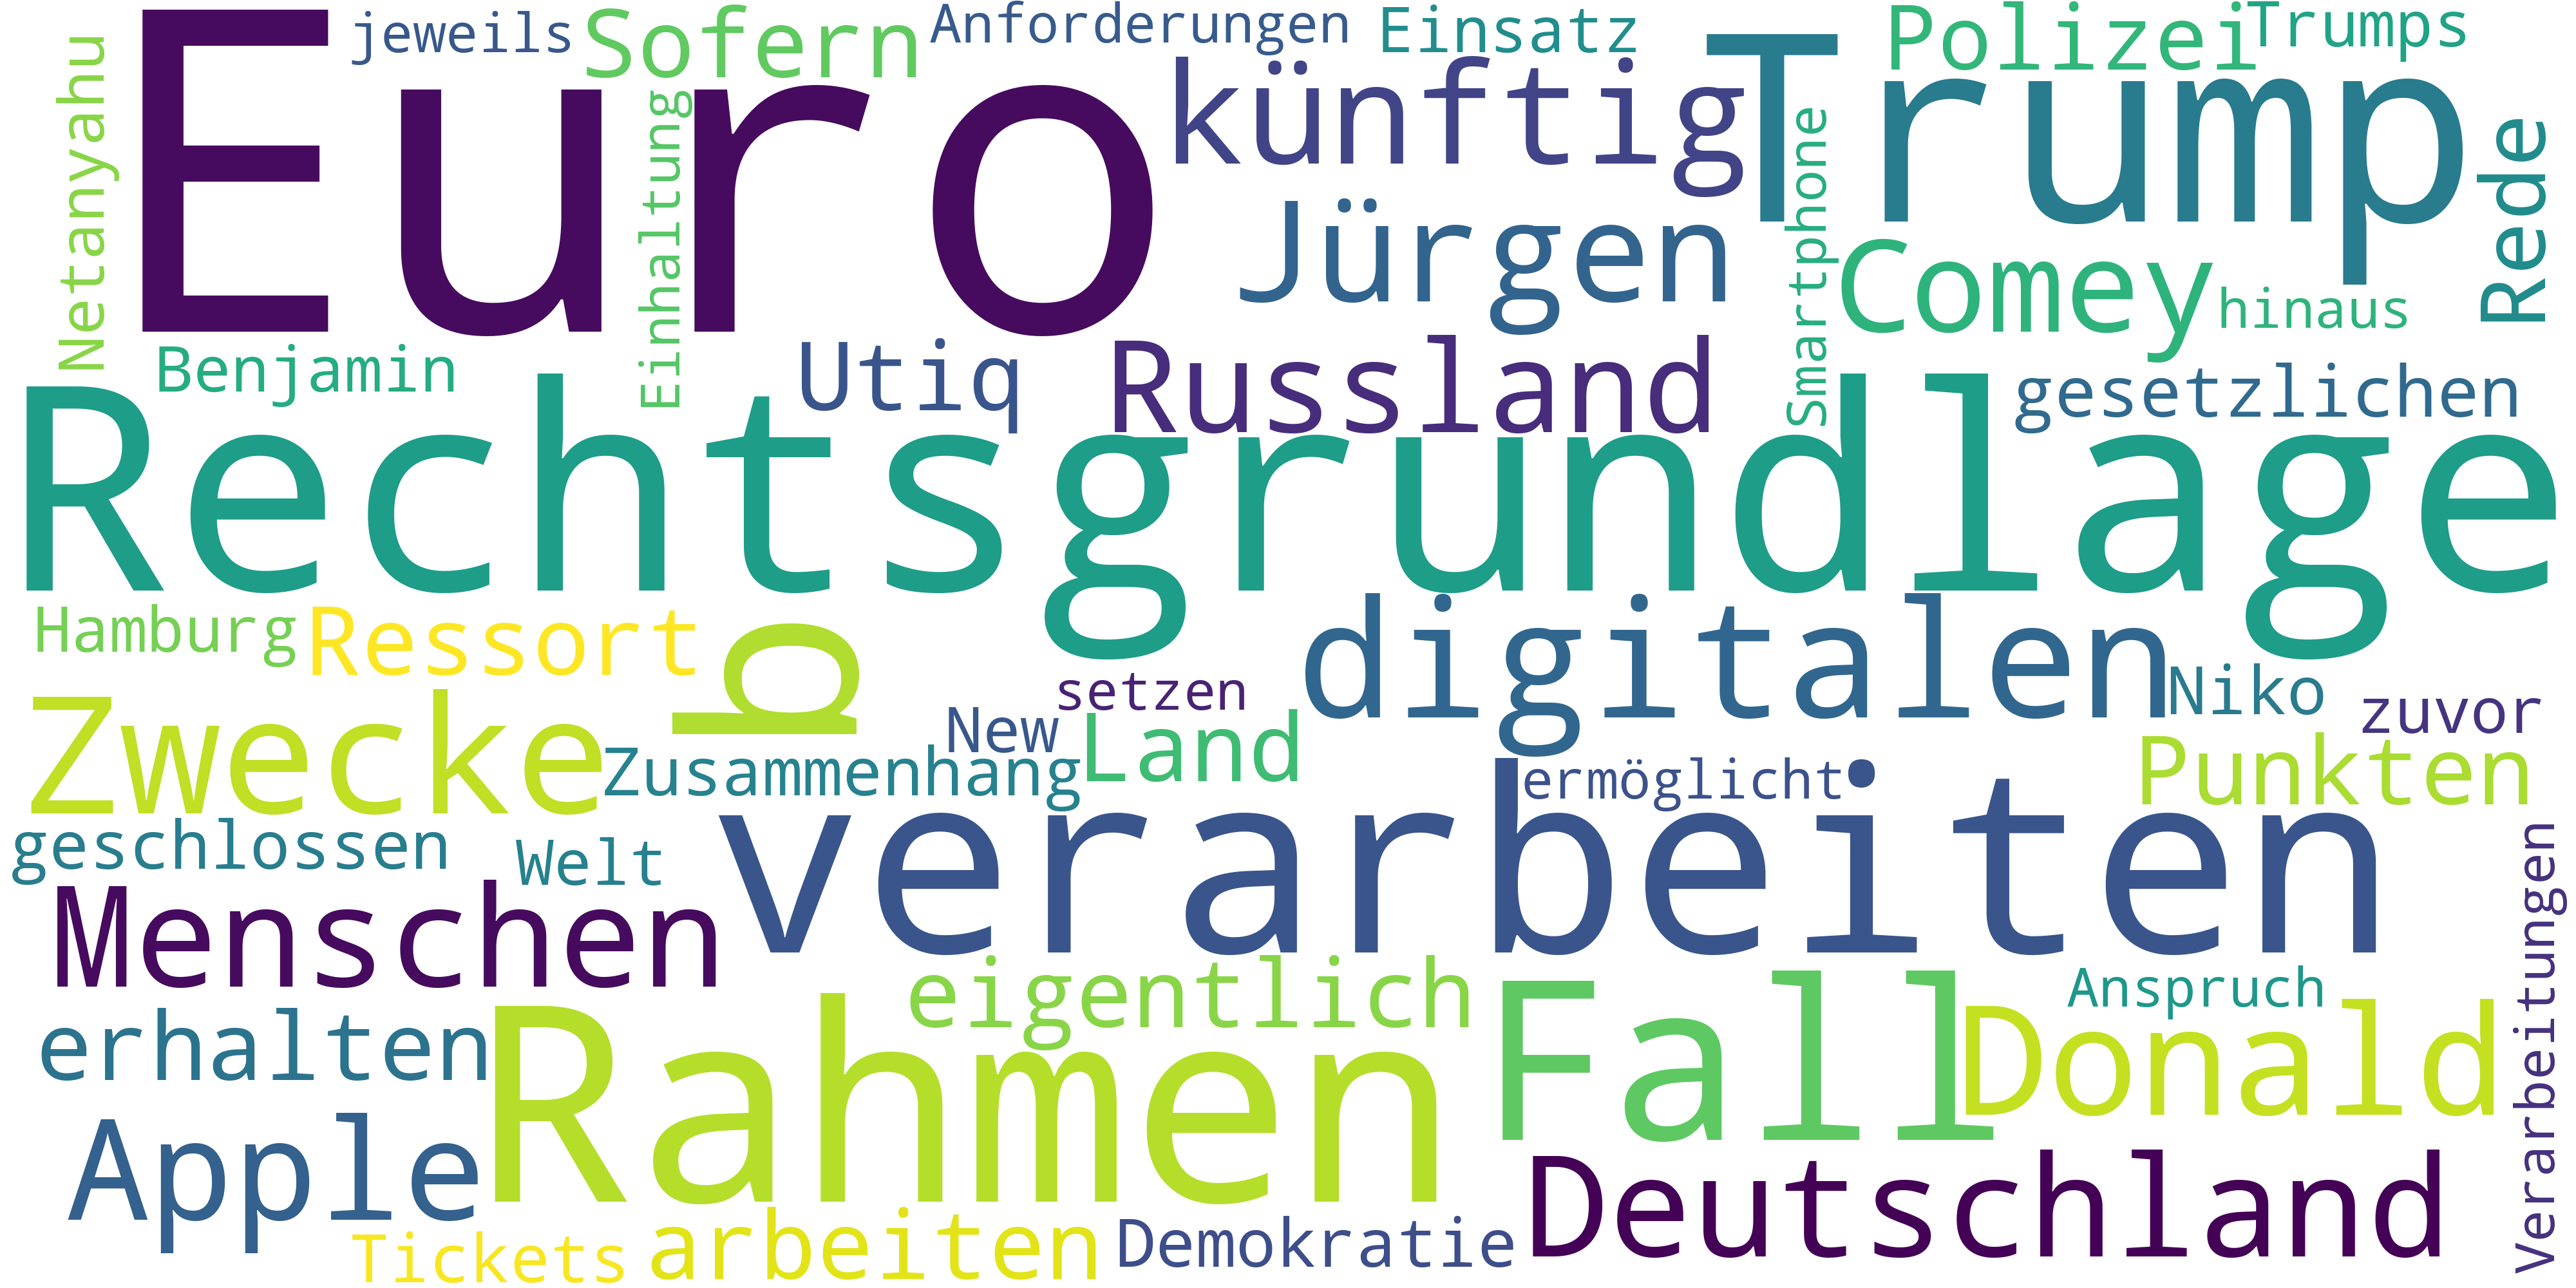 Euro
jeweils
Sofern
Anforderungen
Einsatz
Polizei
Trumps
Netanyahu
Einhaltung
künftig
Trump
Rede
Jürgen
Smartphone
Comey
hinaus
Benjamin
Utiq
Russland
gesetzlichen
Rechtsgrundlage
Hamburg
Ressort
b
digitalen
setzen
Niko
zuvor
Zwecke
New
Land
Zusammenhang
Punkten
ermöglicht
verarbeiten
geschlossen
Welt
Menschen
Verarbeitungen
eigentlich
Fall
Anspruch
Donald
erhalten
Rahmen
Apple
Deutschland
Tickets
arbeiten
Demokratie